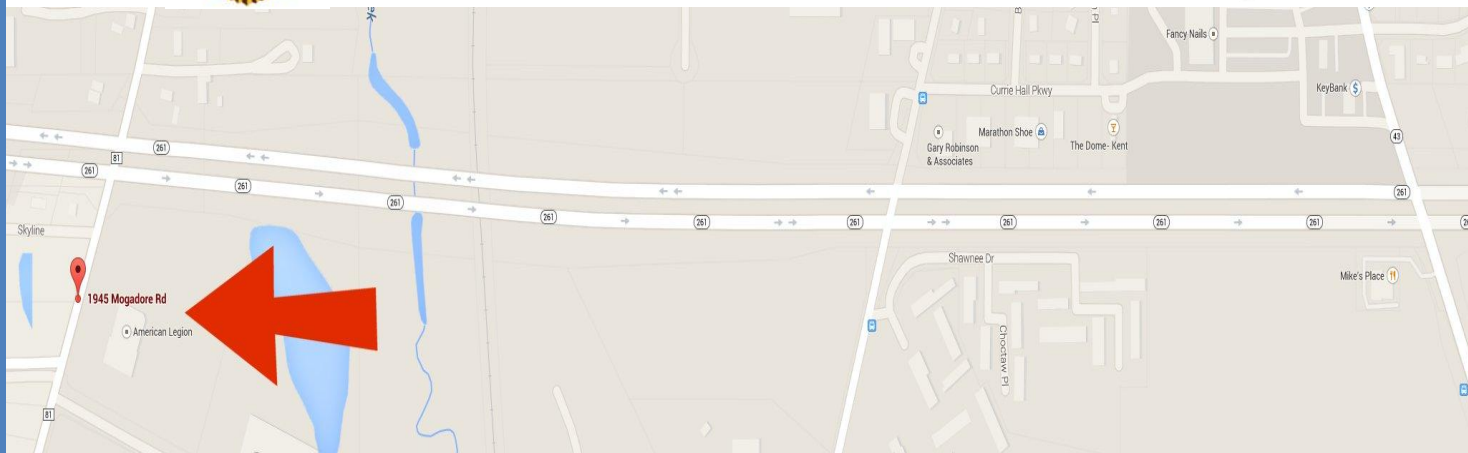 Fancy Nails
Currie Hall Pkwy
KeyBank
43
Marathon Shoe
The Dome- Kent
Gary Robinson
& Associates
81
261
261
261
261
261
261
261
261
261
261
261
261
Skyline
Shawnee Dr
Mike's Place
1945 Mogadore Rd
American Legion
Choctaw Pl
81